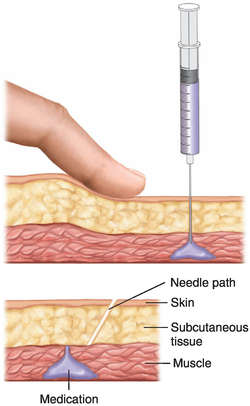 Needle path
Skin
Subcutaneous
tissue
Muscle
Medication